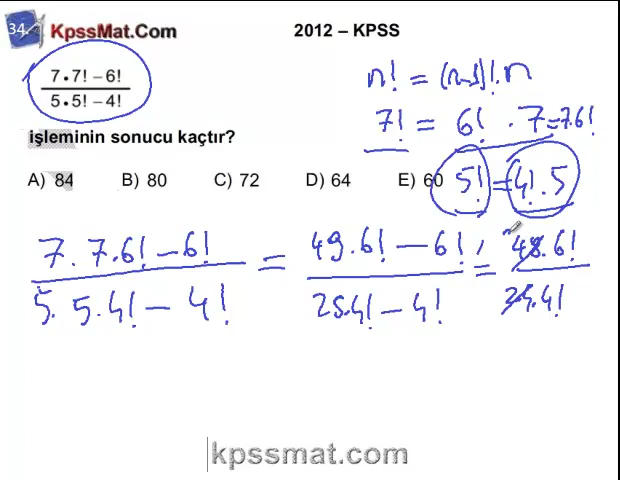 34. KpssMat.Com 2012 – KPSS
7•7! – 6!
5•5! – 4!
işleminin sonucu kaçtır?
A) 84 B) 80 C) 72 D) 64 E) 60
n! = (n-1)!.n
7! = 6! . 7 = 7.6!
5! = 4! . 5
7. 7.6! – 6! = 49.6! – 6! = 48.6!
5. 5.4! – 4! 25.4! – 4! 24.4!
kpssmat.com